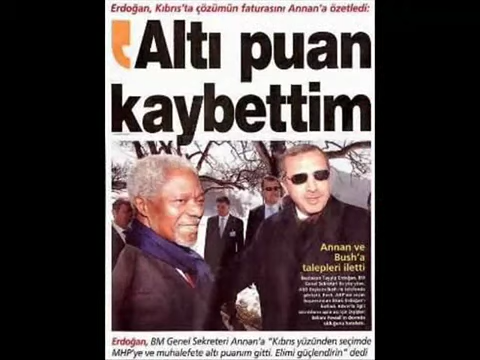 Erdoğan, Kıbrıs'ta çözümün faturasını Annan'a özetledi:
'Altı puan
kaybettim
Annan ve
Bush'a
talepleri iletti
Erdoğan, BM Genel Sekreteri Annan'a "Kıbrıs yüzünden seçimde
MHP'ye ve muhalefete altı puanım gitti. Elimi güçlendirin" dedi